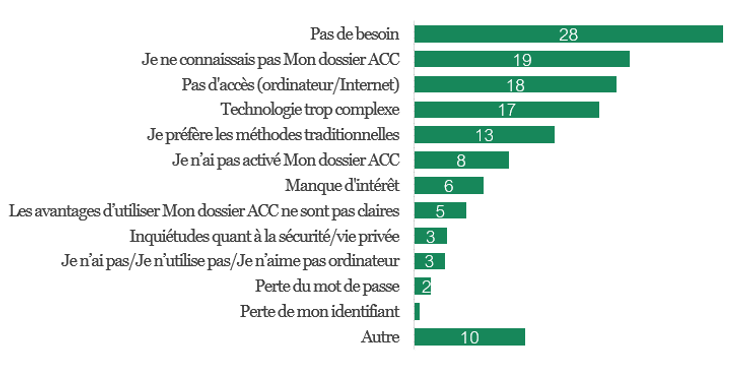 Pas de besoin 28
Je ne connaissais pas Mon dossier ACC 19
Pas d'accès (ordinateur/Internet) 18
Technologie trop complexe 17
Je préfère les méthodes traditionnelles 13
Je n’ai pas activé Mon dossier ACC 8
Manque d'intérêt 6
Les avantages d’utiliser Mon dossier ACC ne sont pas claires 5
Inquiétudes quant à la sécurité/vie privée 3
Je n’ai pas/Je n’utilise pas/Je n’aime pas ordinateur 3
Perte du mot de passe 2
Perte de mon identifiant
Autre 10